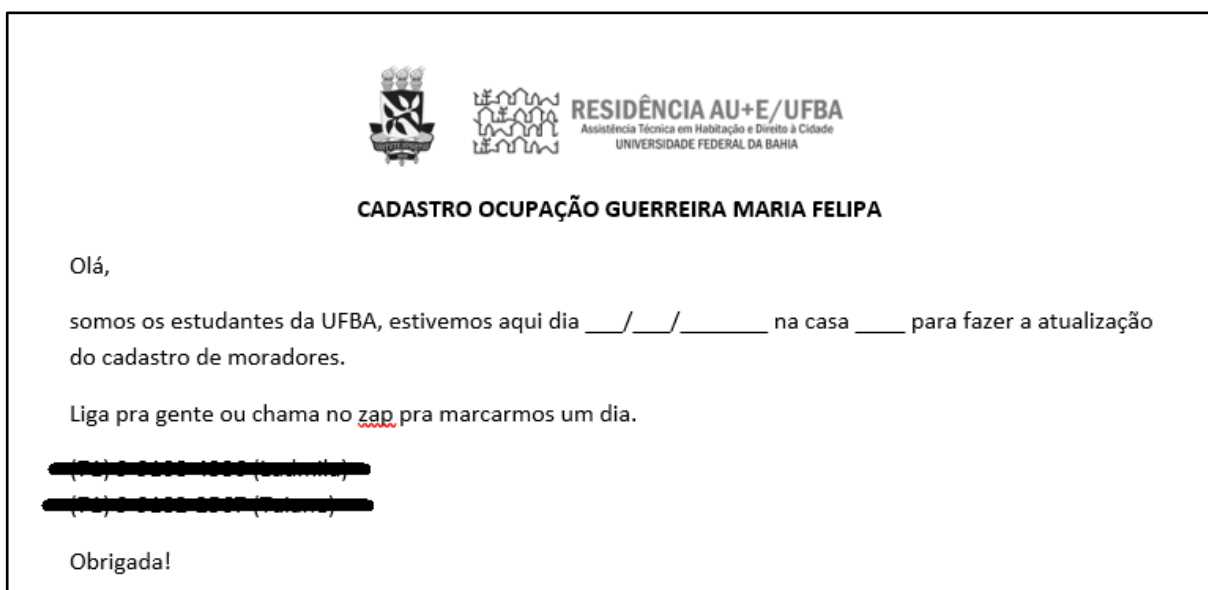 RESIDÊNCIA AU+E/UFBA
Assistência Técnica em Habitação e Direito à Cidade
UNIVERSIDADE FEDERAL DA BAHIA
CADASTRO OCUPAÇÃO GUERREIRA MARIA FELIPA
Olá,
somos os estudantes da UFBA, estivemos aqui dia ___/___/_______ na casa ____ para fazer a atualização
do cadastro de moradores.
Liga pra gente ou chama no zap pra marcarmos um dia.
Obrigada!